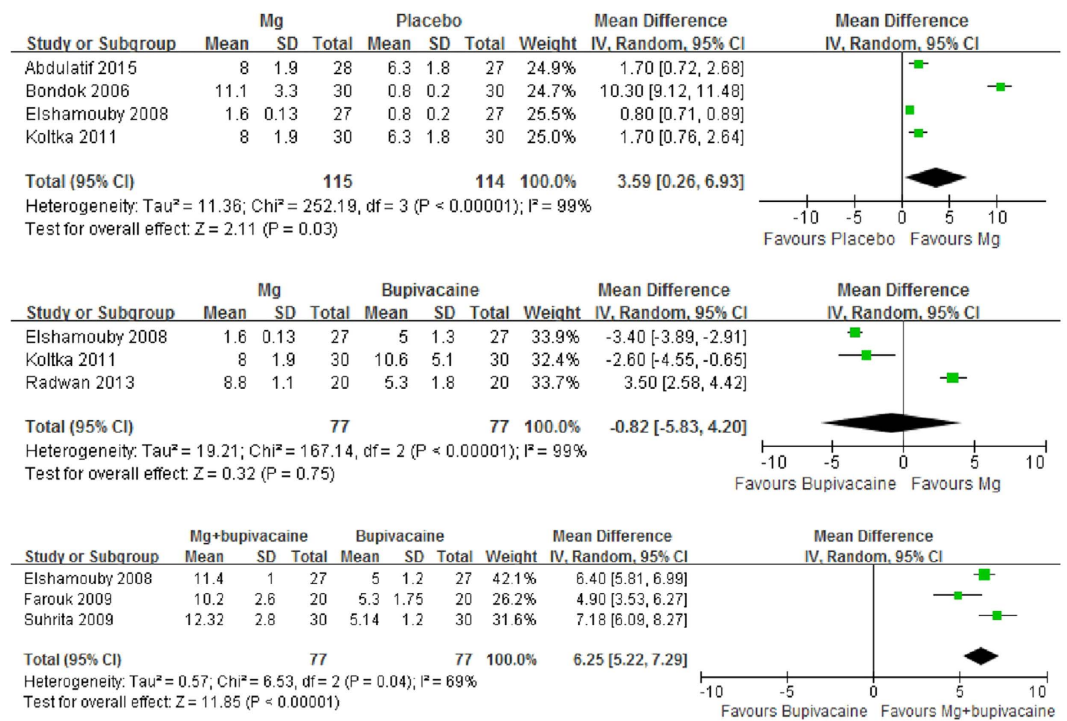 Mg Placebo Mean Difference Mean Difference
Study or Subgroup Mean SD Total Mean SD Total Weight IV, Random, 95% CI IV, Random, 95% CI
Abdulatif 2015 8 1.9 28 6.3 1.8 27 24.9% 1.70 [0.72, 2.68]
Bondok 2006 11.1 3.3 30 0.8 0.2 30 24.7% 10.30 [9.12, 11.48]
Elshamouby 2008 1.6 0.13 27 0.8 0.2 27 25.5% 0.80 [0.71, 0.89]
Koltka 2011 8 1.9 30 6.3 1.8 30 25.0% 1.70 [0.76, 2.64]
Total (95% CI) 115 114 100.0% 3.59 [0.26, 6.93]
Heterogeneity: Tau² = 11.36; Chi² = 252.19, df = 3 (P < 0.00001); I² = 99%
Test for overall effect: Z = 2.11 (P = 0.03)
-10 -5 0 5 10
Favours Placebo Favours Mg
Mg Bupivacaine Mean Difference Mean Difference
Study or Subgroup Mean SD Total Mean SD Total Weight IV, Random, 95% CI IV, Random, 95% CI
Elshamouby 2008 1.6 0.13 27 5 1.3 27 33.9% -3.40 [-3.89, -2.91]
Koltka 2011 8 1.9 30 10.6 5.1 30 32.4% -2.60 [-4.55, -0.65]
Radwan 2013 8.8 1.1 20 5.3 1.8 20 33.7% 3.50 [2.58, 4.42]
Total (95% CI) 77 77 100.0% -0.82 [-5.83, 4.20]
Heterogeneity: Tau² = 19.21; Chi² = 167.14, df = 2 (P < 0.00001); I² = 99%
Test for overall effect: Z = 0.32 (P = 0.75)
-10 -5 0 5 10
Favours Bupivacaine Favours Mg
Mg+bupivacaine Bupivacaine Mean Difference Mean Difference
Study or Subgroup Mean SD Total Mean SD Total Weight IV, Random, 95% CI IV, Random, 95% CI
Elshamouby 2008 11.4 1 27 5 1.2 27 42.1% 6.40 [5.81, 6.99]
Farouk 2009 10.2 2.6 20 5.3 1.75 20 26.2% 4.90 [3.53, 6.27]
Suhrita 2009 12.32 2.8 30 5.14 1.2 30 31.6% 7.18 [6.09, 8.27]
Total (95% CI) 77 77 100.0% 6.25 [5.22, 7.29]
Heterogeneity: Tau² = 0.57; Chi² = 6.53, df = 2 (P = 0.04); I² = 69%
Test for overall effect: Z = 11.85 (P < 0.00001)
-10 -5 0 5 10
Favours Bupivacaine Favours Mg+bupivacaine